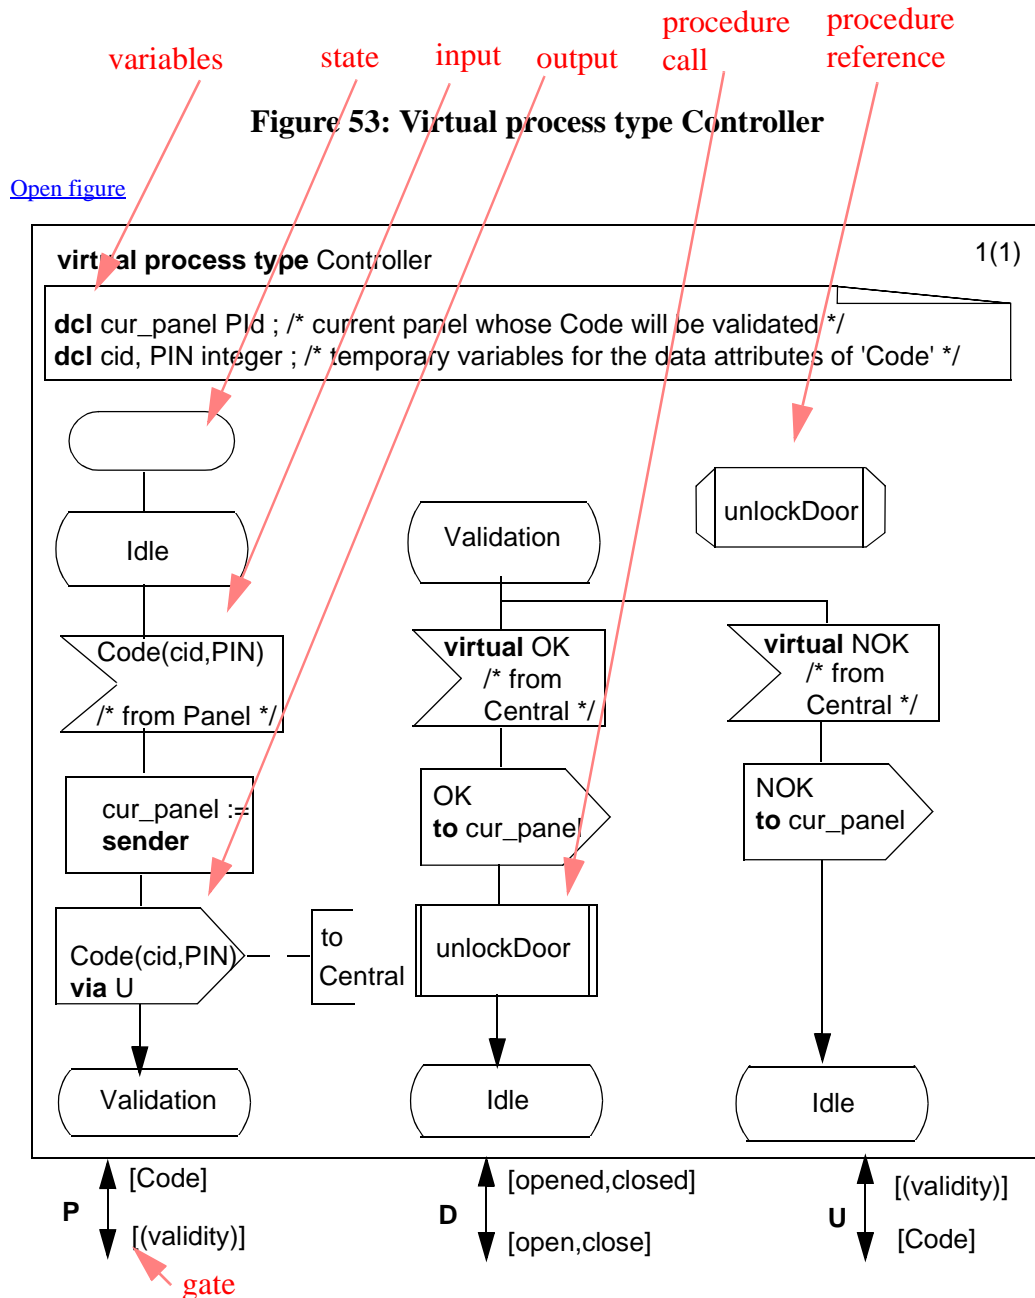 variables
state
input
output
procedure
call
procedure
reference
Figure 53: Virtual process type Controller
Open figure
virtual process type Controller
1(1)
dcl cur_panel PId ; /* current panel whose Code will be validated */
dcl cid, PIN integer ; /* temporary variables for the data attributes of 'Code' */
Idle
Code(cid,PIN)
/* from Panel */
cur_panel :=
sender
Code(cid,PIN)
via U
to
Central
Validation
Validation
virtual OK
/* from
Central */
OK
to cur_panel
unlockDoor
Idle
unlockDoor
virtual NOK
/* from
Central */
NOK
to cur_panel
Idle
P
[Code]
[(validity)]
gate
D
[opened,closed]
[open,close]
U
[(validity)]
[Code]